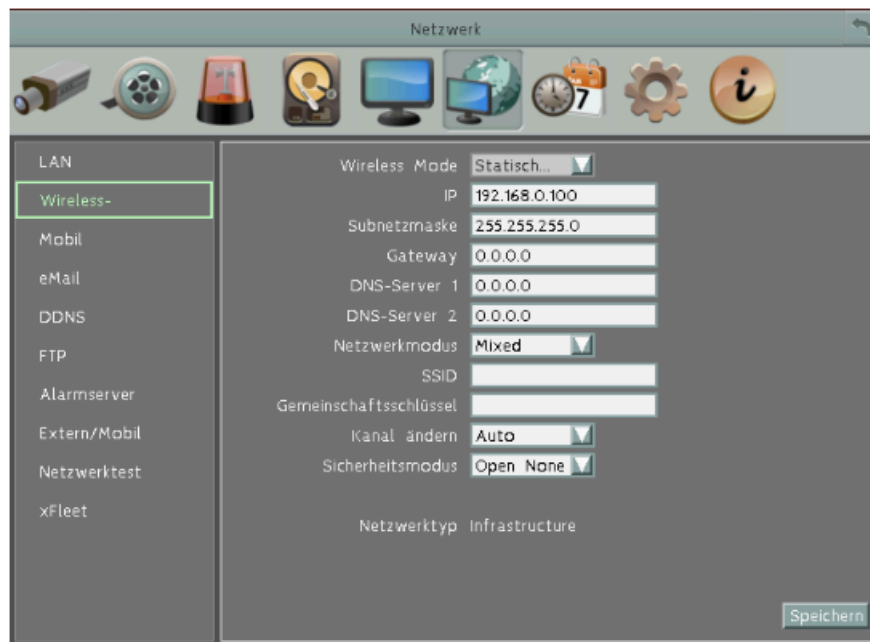 Netzwerk
7
i
LAN
Wireless-
Mobil
eMail
DDNS
FTP
Alarmserver
Extern/Mobil
Netzwerktest
xFleet
Wireless Mode Statisch...
IP 192.168.0.100
Subnetzmaske 255.255.255.0
Gateway 0.0.0.0
DNS-Server 1 0.0.0.0
DNS-Server 2 0.0.0.0
Netzwerkmodus Mixed
SSID
Gemeinschaftsschlüssel
Kanal ändern Auto
Sicherheitsmodus Open None
Netzwerktyp Infrastructure
Speichern